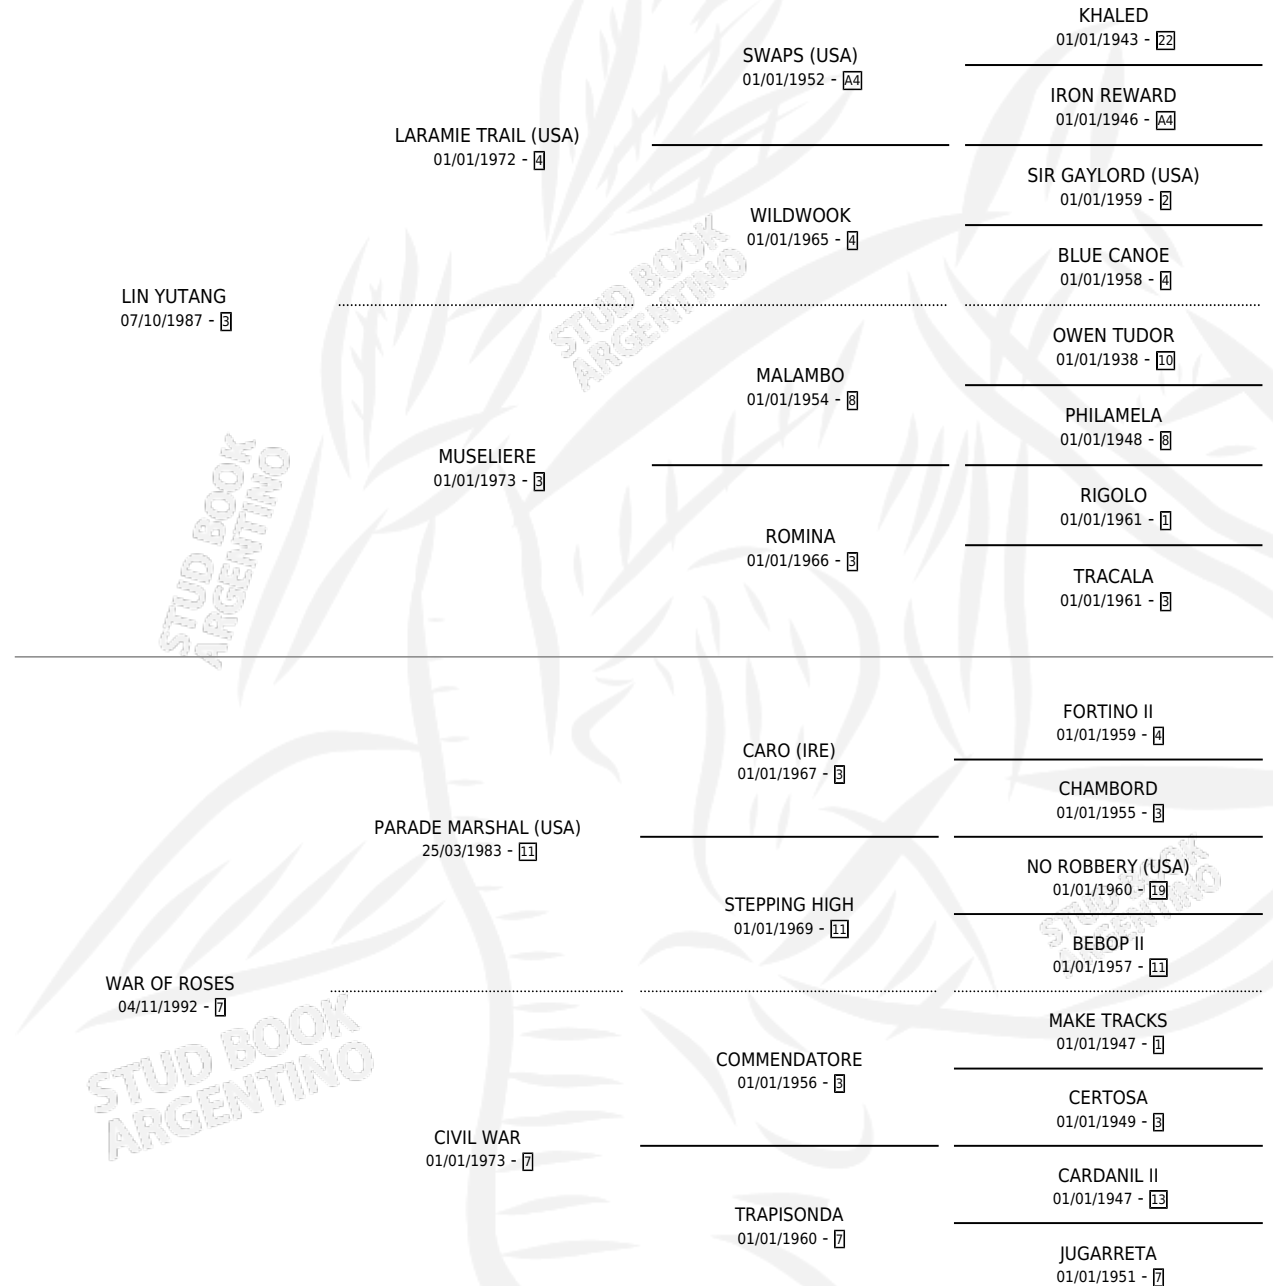 KHALED
01/01/1943 - 22
SWAPS (USA)
01/01/1952 - A4
IRON REWARD
01/01/1946 - A4
LARAMIE TRAIL (USA)
01/01/1972 - 4
SIR GAYLORD (USA)
01/01/1959 - 2
WILDWOOK
01/01/1965 - 4
BLUE CANOE
01/01/1958 - 4
LIN YUTANG
07/10/1987 - 3
OWEN TUDOR
01/01/1938 - 10
MALAMBO
01/01/1954 - 8
PHILAMELA
01/01/1948 - 8
MUSELIERE
01/01/1973 - 3
RIGOLO
01/01/1961 - 1
ROMINA
01/01/1966 - 3
TRACALA
01/01/1961 - 3
FORTINO II
01/01/1959 - 4
CARO (IRE)
01/01/1967 - 3
CHAMBORD
01/01/1955 - 3
PARADE MARSHAL (USA)
25/03/1983 - 11
NO ROBBERY (USA)
01/01/1960 - 19
STEPPING HIGH
01/01/1969 - 11
BEBOP II
01/01/1957 - 11
WAR OF ROSES
04/11/1992 - 7
MAKE TRACKS
01/01/1947 - 1
COMMENDATORE
01/01/1956 - 3
CERTOSA
01/01/1949 - 3
CIVIL WAR
01/01/1973 - 7
CARDANIL II
01/01/1947 - 13
TRAPISONDA
01/01/1960 - 7
JUGARRETA
01/01/1951 - 7
STUD BOOK
ARGENTINO
STUD BOOK
ARGENTINO
STUD BOOK
ARGENTINO
STUD BOOK
ARGENTINO